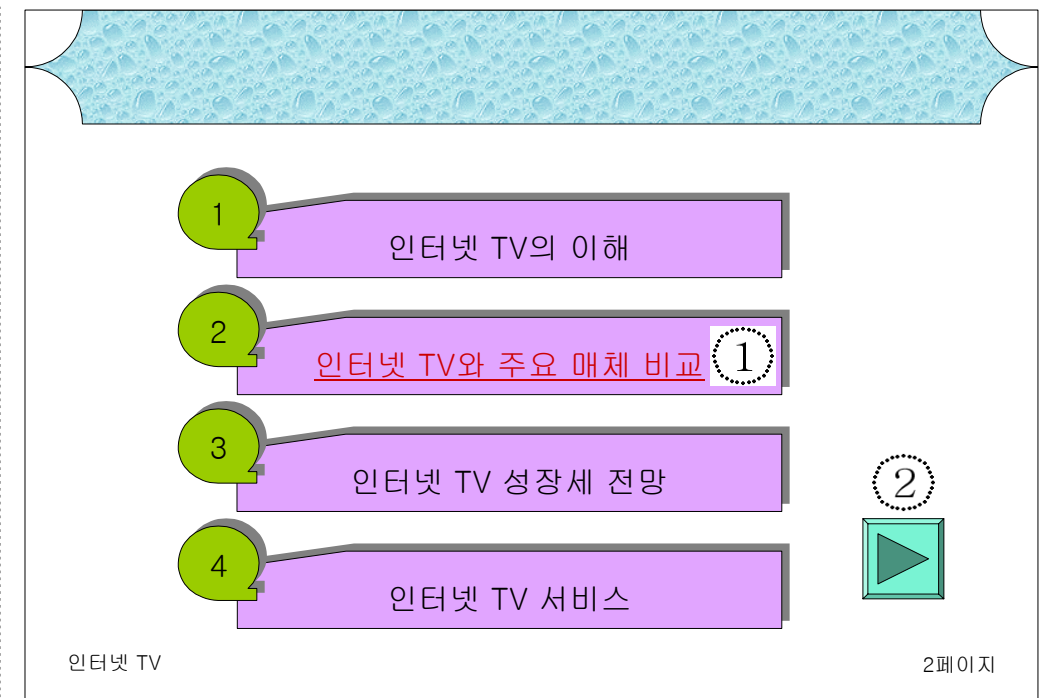 1
인터넷 TV의 이해
2
인터넷 TV와 주요 매체 비교 1
3
인터넷 TV 성장세 전망
2
4
인터넷 TV 서비스
인터넷 TV
2페이지